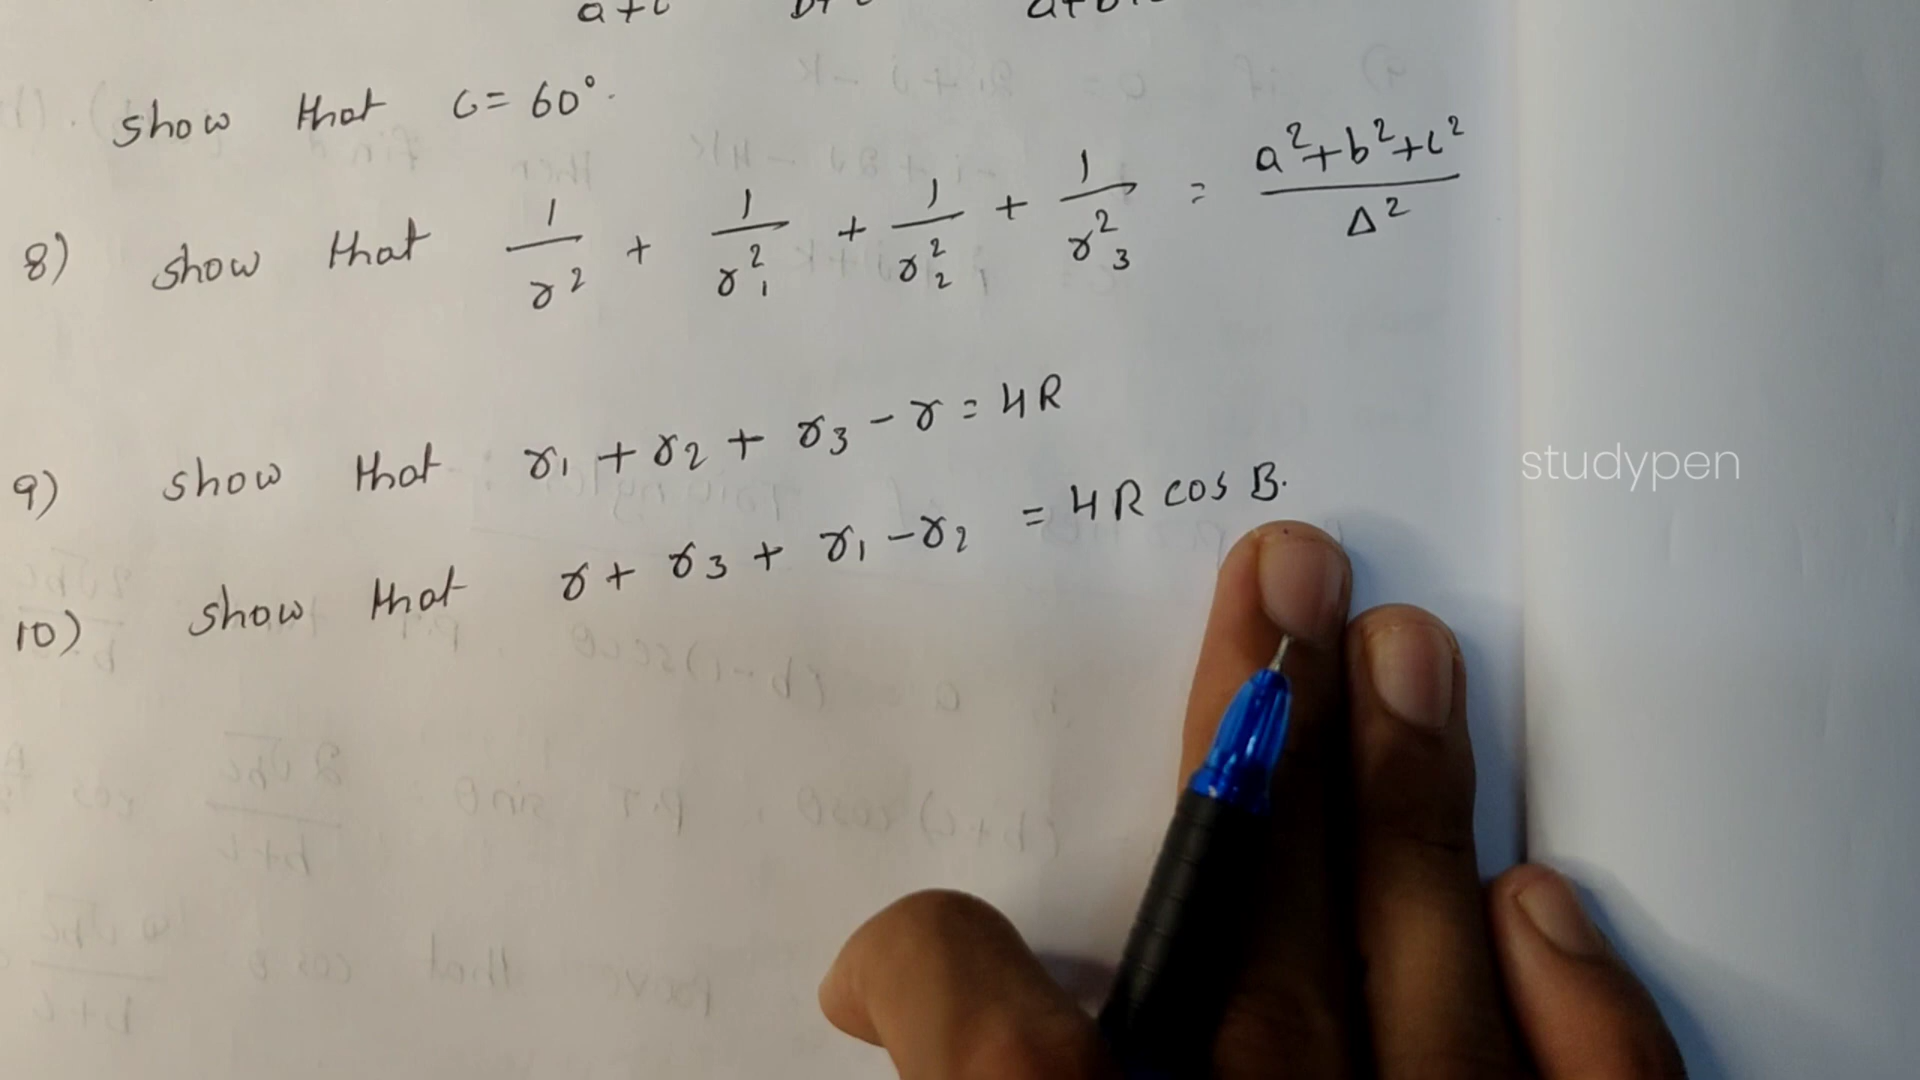 show that C = 60°.
8) show that 1/r² + 1/r₁² + 1/r₂² + 1/r₃² = a²+b²+c²/Δ²
9) show that r₁ + r₂ + r₃ - r = 4R
10) show that r + r₃ + r₁ - r₂ = 4R cos B.
studypen